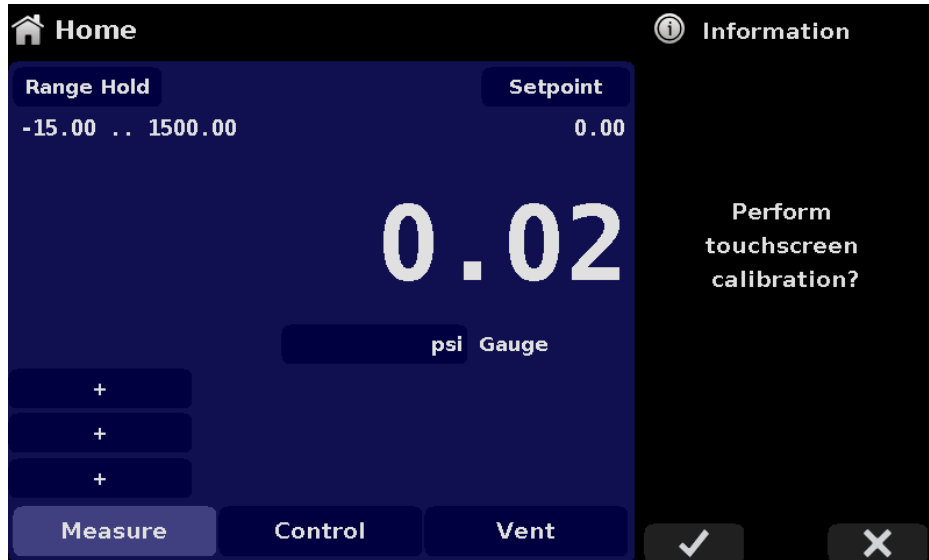 Home
Information
Range Hold
Setpoint
-15.00 .. 1500.00
0.00
0.02
psi Gauge
+
+
+
Measure
Control
Vent
Perform
touchscreen
calibration?